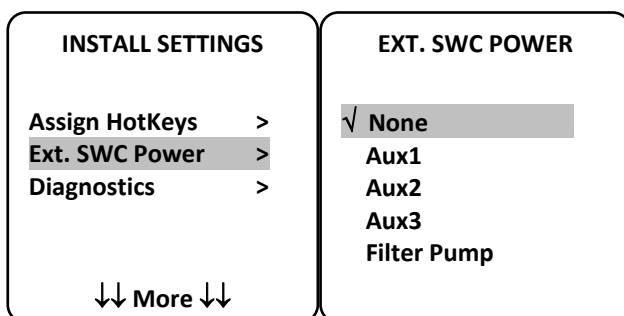 INSTALL SETTINGS
Assign HotKeys >
Ext. SWC Power >
Diagnostics >
↓↓ More ↓↓
EXT. SWC POWER
√ None
Aux1
Aux2
Aux3
Filter Pump